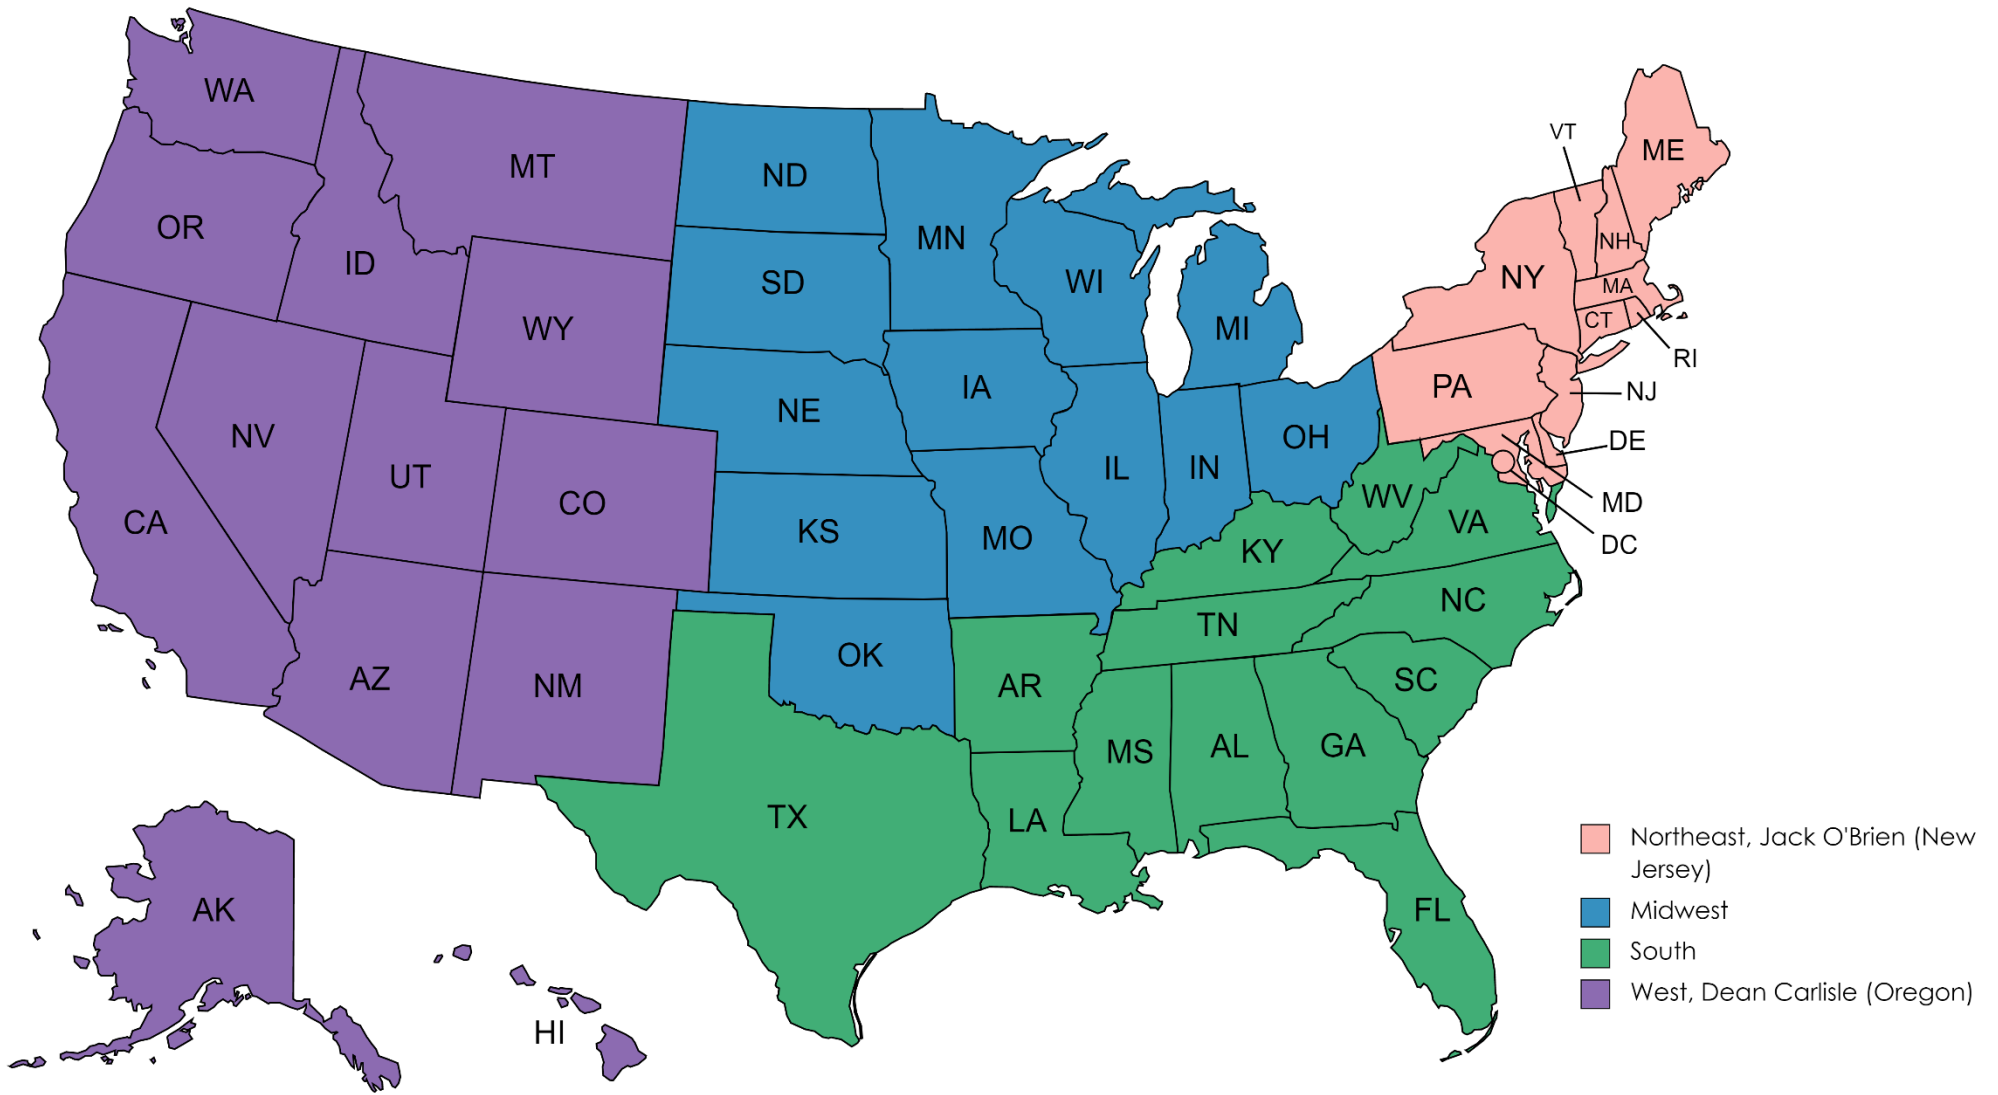 WA
MT
ND
MN
VT
ME
OR
ID
SD
WI
NH
NY
MA
WY
MI
CT
RI
NE
IA
PA
NJ
NV
UT
CO
IL
IN
OH
DE
CA
KS
MO
WV
VA
MD
KY
DC
NC
TN
AZ
NM
OK
AR
SC
MS
AL
GA
TX
LA
AK
FL
HI
Northeast, Jack O'Brien (New
Jersey)
Midwest
South
West, Dean Carlisle (Oregon)